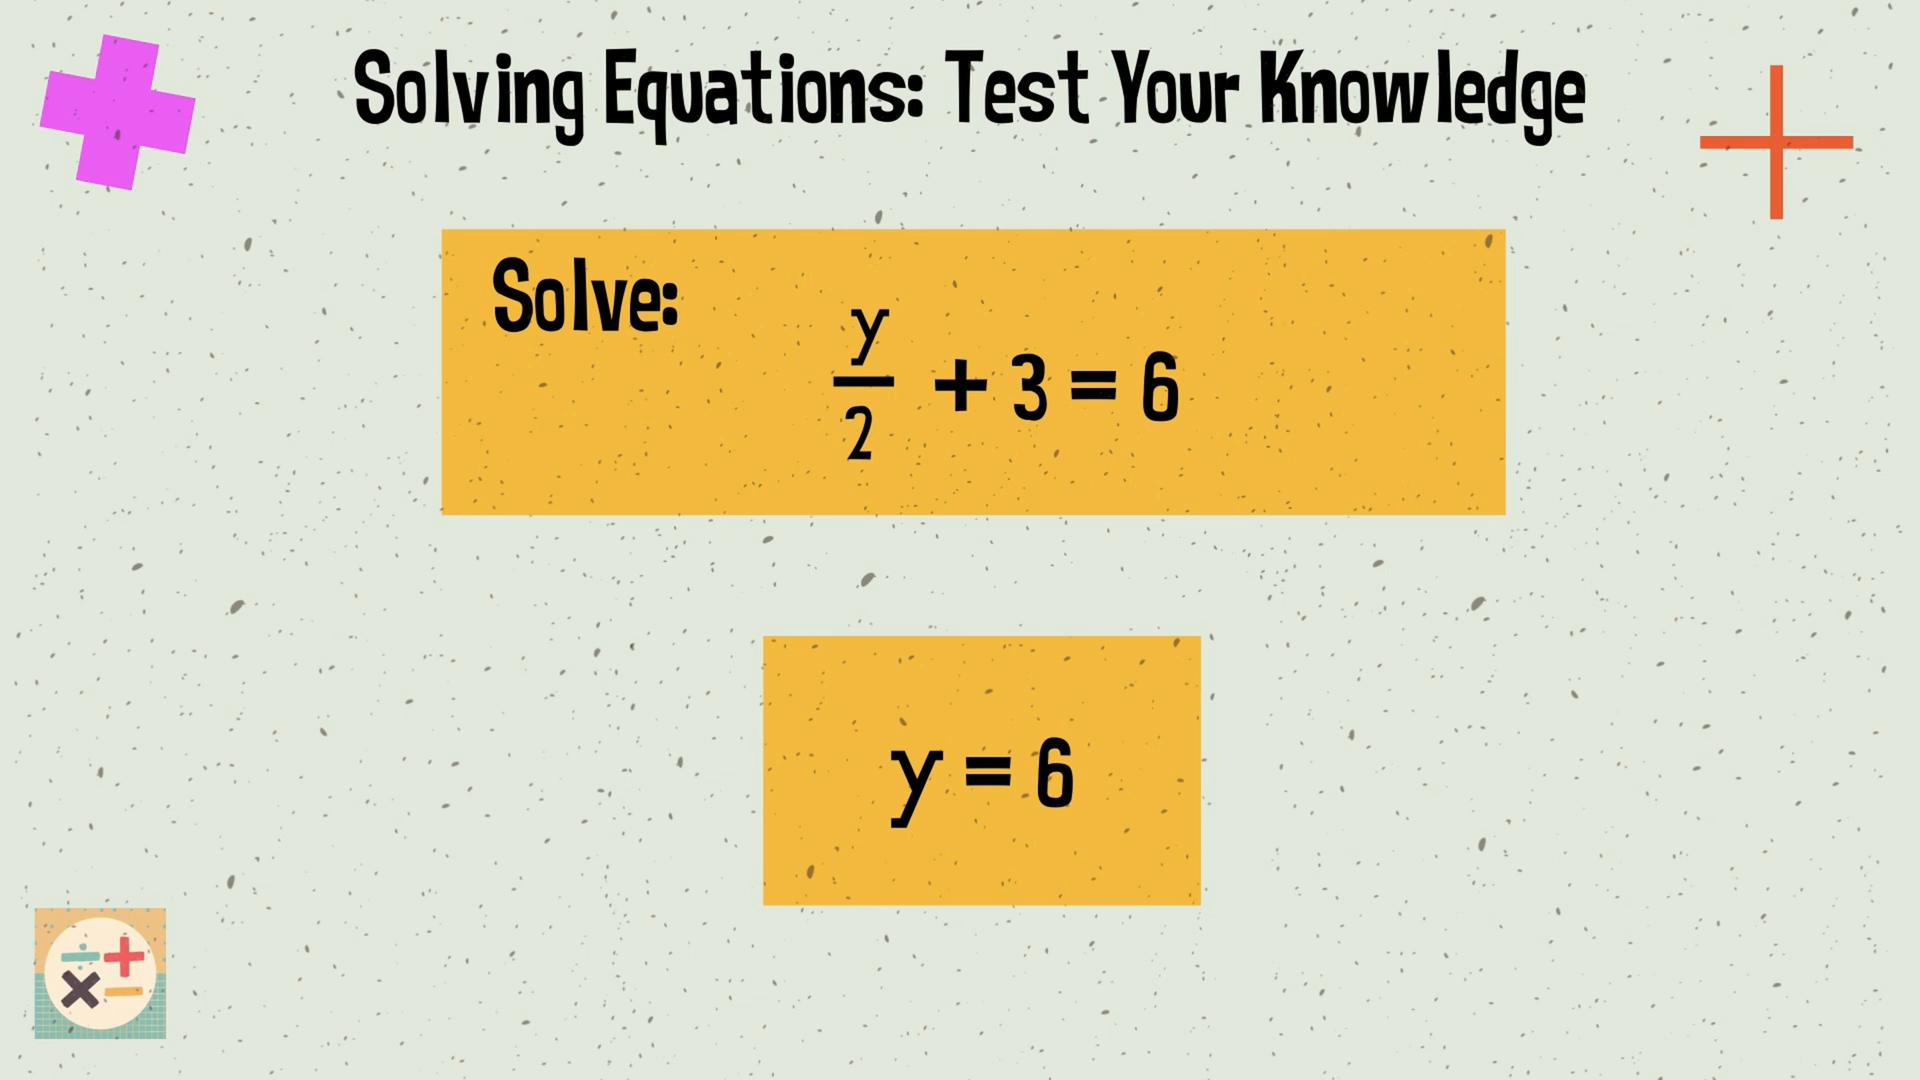 Solving Equations: Test Your Knowledge
Solve:
y
2
+ 3 = 6
y = 6